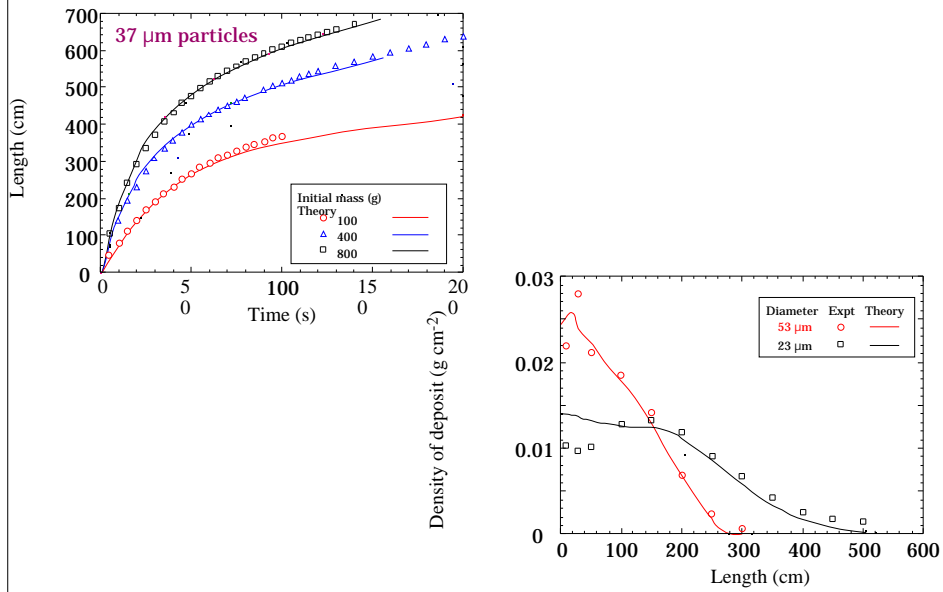 700
37 µm particles
600
500
400
300
200
100
0
Length (cm)
Initial mass (g)
Theory
100
400
800
0
5
0
100
15
0
20
0
Time (s)
0.03
0.02
0.01
0
Density of deposit (g cm-2)
Diameter Expt Theory
53 µm
23 µm
0 100 200 300 400 500 600
Length (cm)